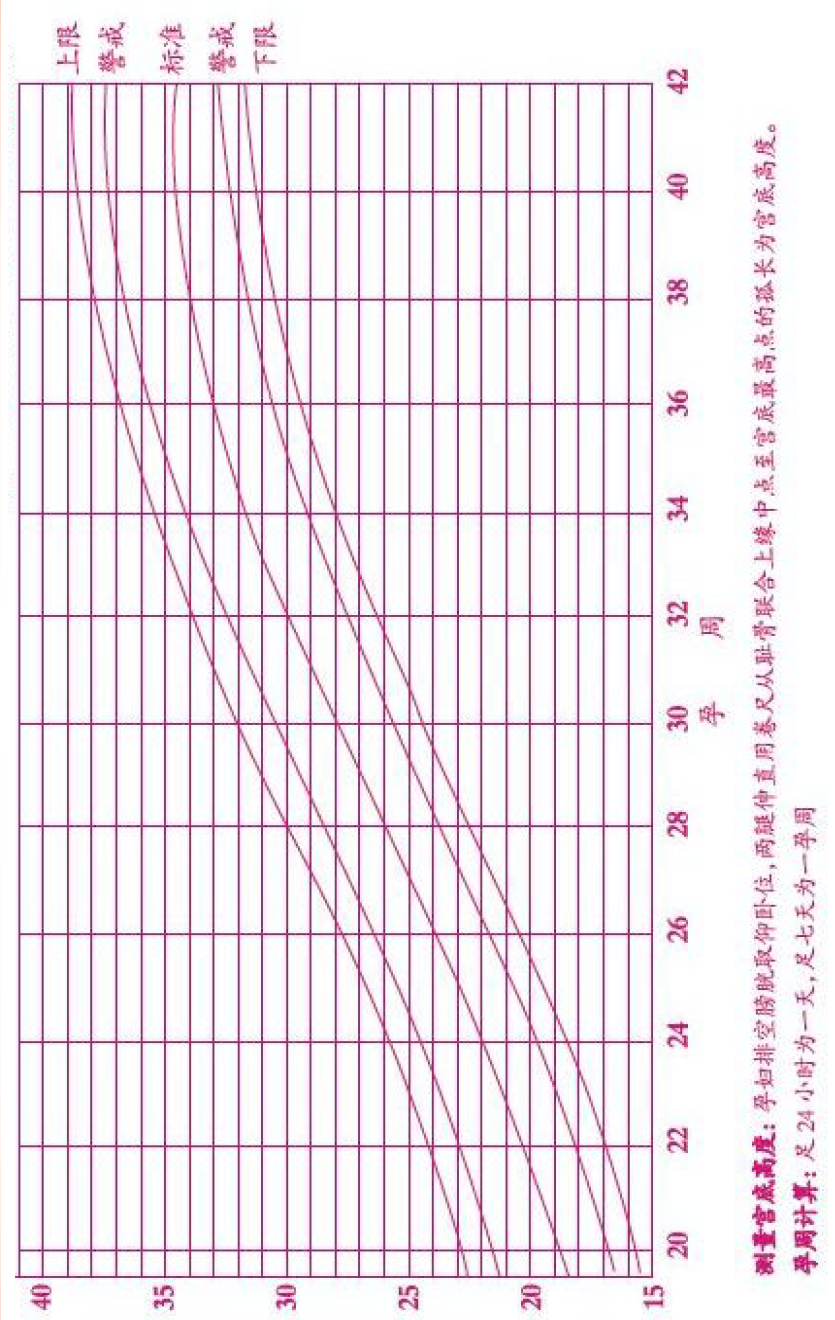 上限
警戒
标准
警戒
下限
40
35
30
25
20
15
20 22 24 26 28 30 32 34 36 38 40 42
孕 周
测量宫底高度：孕妇排空膀胱取仰卧位，两腿伸直用卷尺从耻骨联合上缘中点至宫底最高点的弧长为宫底高度。
孕周计算：足 24 小时为一天，足七天为一孕周